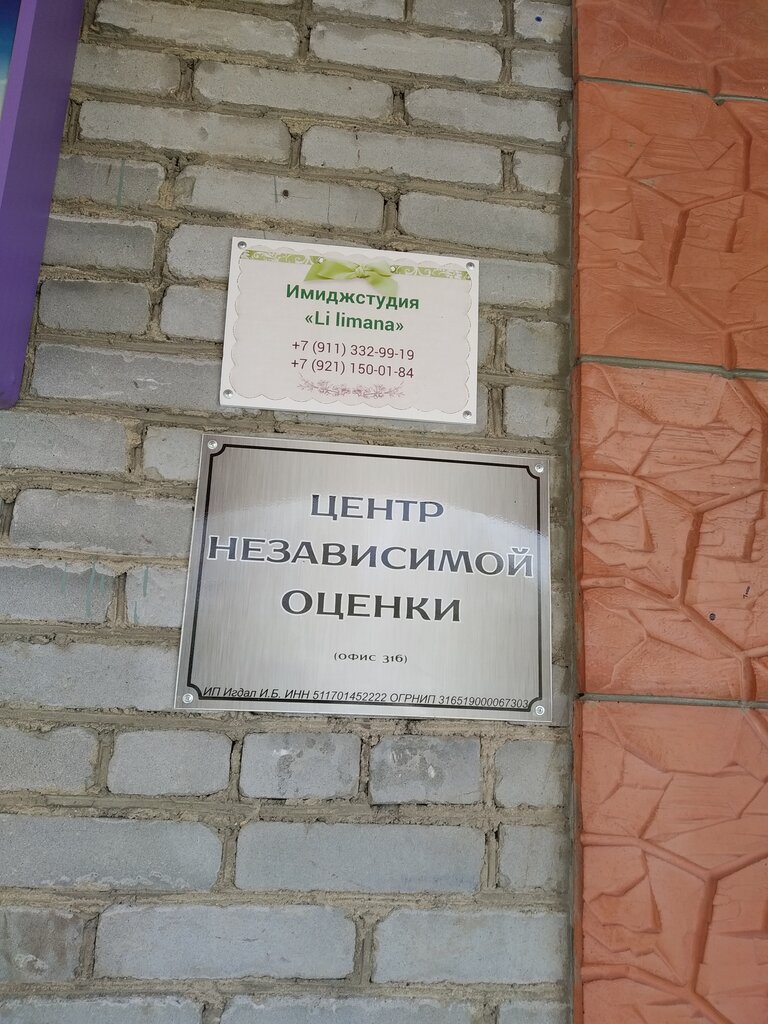 Имиджстудия
«Li limana»
+7 (911) 332-99-19
+7 (921) 150-01-84
ЦЕНТР
НЕЗАВИСИМОЙ
ОЦЕНКИ
(ОФИС 316)
ИП Игдал И.Б. ИНН 511701452222 ОГРНИП 316519000067303